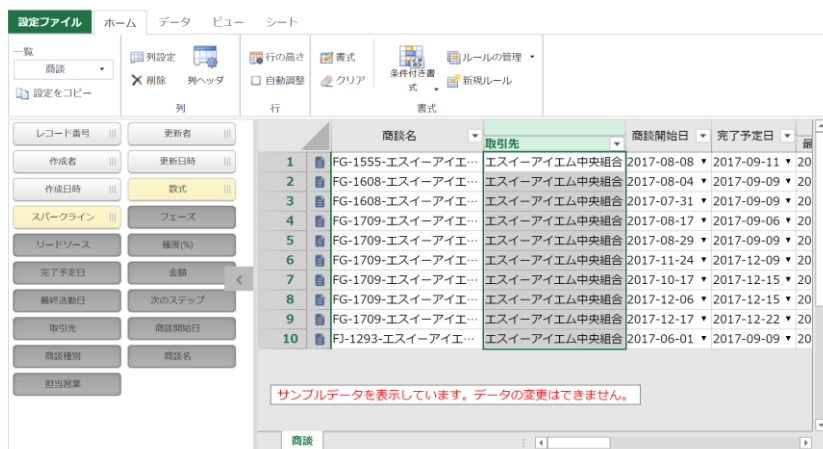 設定ファイル ホーム データ ビュー シート
一覧
商談
設定をコピー
列設定
削除 列ヘッダ
列
行の高さ
自動調整
行
書式
クリア
条件付き書
式
ルールの管理
新規ルール
書式
レコード番号 更新者
作成者 更新日時
作成日時 数式
スパークライン フェーズ
リードソース 確度(%)
完了予定日 金額
最終活動日 次のステップ
取引先 商談開始日
商談種別 商談名
担当営業
商談名 取引先 商談開始日 完了予定日 最
1 FG-1555-エスイーアイエ… エスイーアイエム中央組合 2017-08-08 2017-09-11 20
2 FG-1608-エスイーアイエ… エスイーアイエム中央組合 2017-08-04 2017-09-09 20
3 FG-1608-エスイーアイエ… エスイーアイエム中央組合 2017-07-31 2017-09-09 20
4 FG-1709-エスイーアイエ… エスイーアイエム中央組合 2017-08-17 2017-09-06 20
5 FG-1709-エスイーアイエ… エスイーアイエム中央組合 2017-08-29 2017-09-09 20
6 FG-1709-エスイーアイエ… エスイーアイエム中央組合 2017-11-24 2017-12-09 20
7 FG-1709-エスイーアイエ… エスイーアイエム中央組合 2017-10-17 2017-12-15 20
8 FG-1709-エスイーアイエ… エスイーアイエム中央組合 2017-12-06 2017-12-15 20
9 FG-1709-エスイーアイエ… エスイーアイエム中央組合 2017-12-17 2017-12-22 20
10 FJ-1293-エスイーアイエ… エスイーアイエム中央組合 2017-06-01 2017-09-09 20
サンプルデータを表示しています。データの変更はできません。
商談